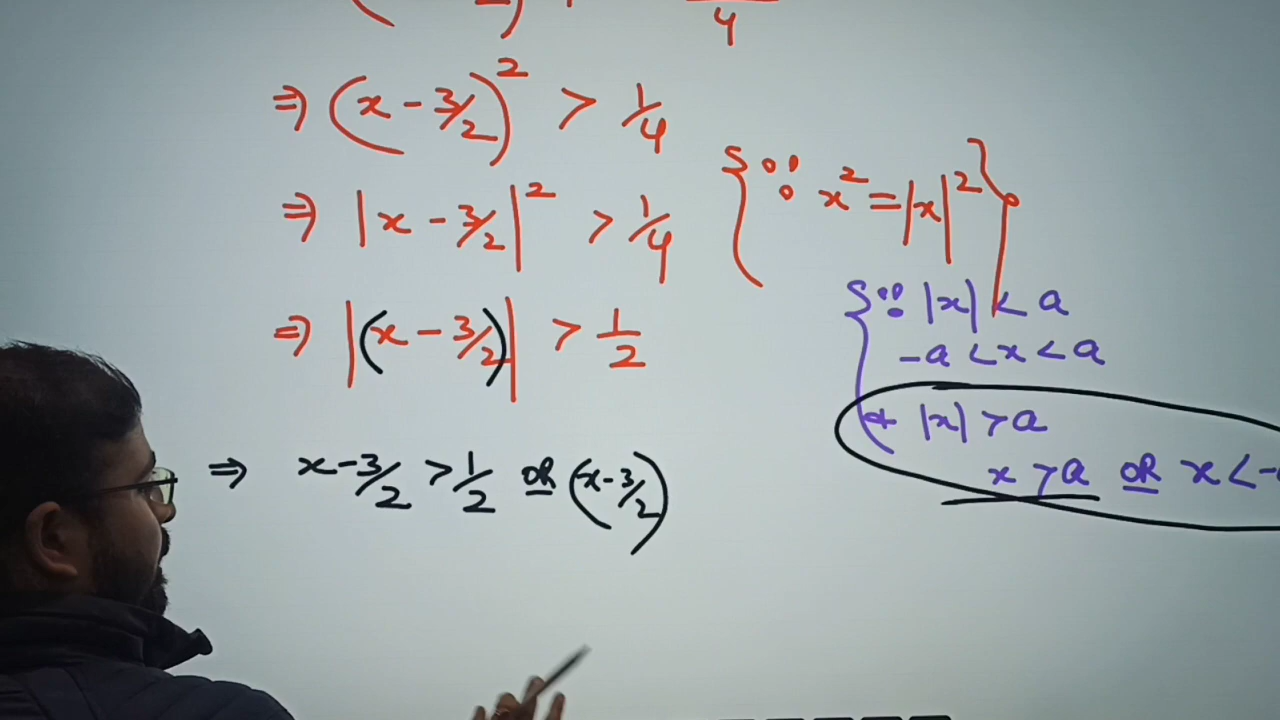 4
⇒ (x - 3/2)² > 1/4
⇒ |x - 3/2|² > 1/4 {∵ x² = |x|²}
⇒ |(x - 3/2)| > 1/2
{∵ |x| < a
-a < x < a
|x| > a
x > a OR x < -
⇒ x - 3/2 > 1/2 OR (x - 3/2)